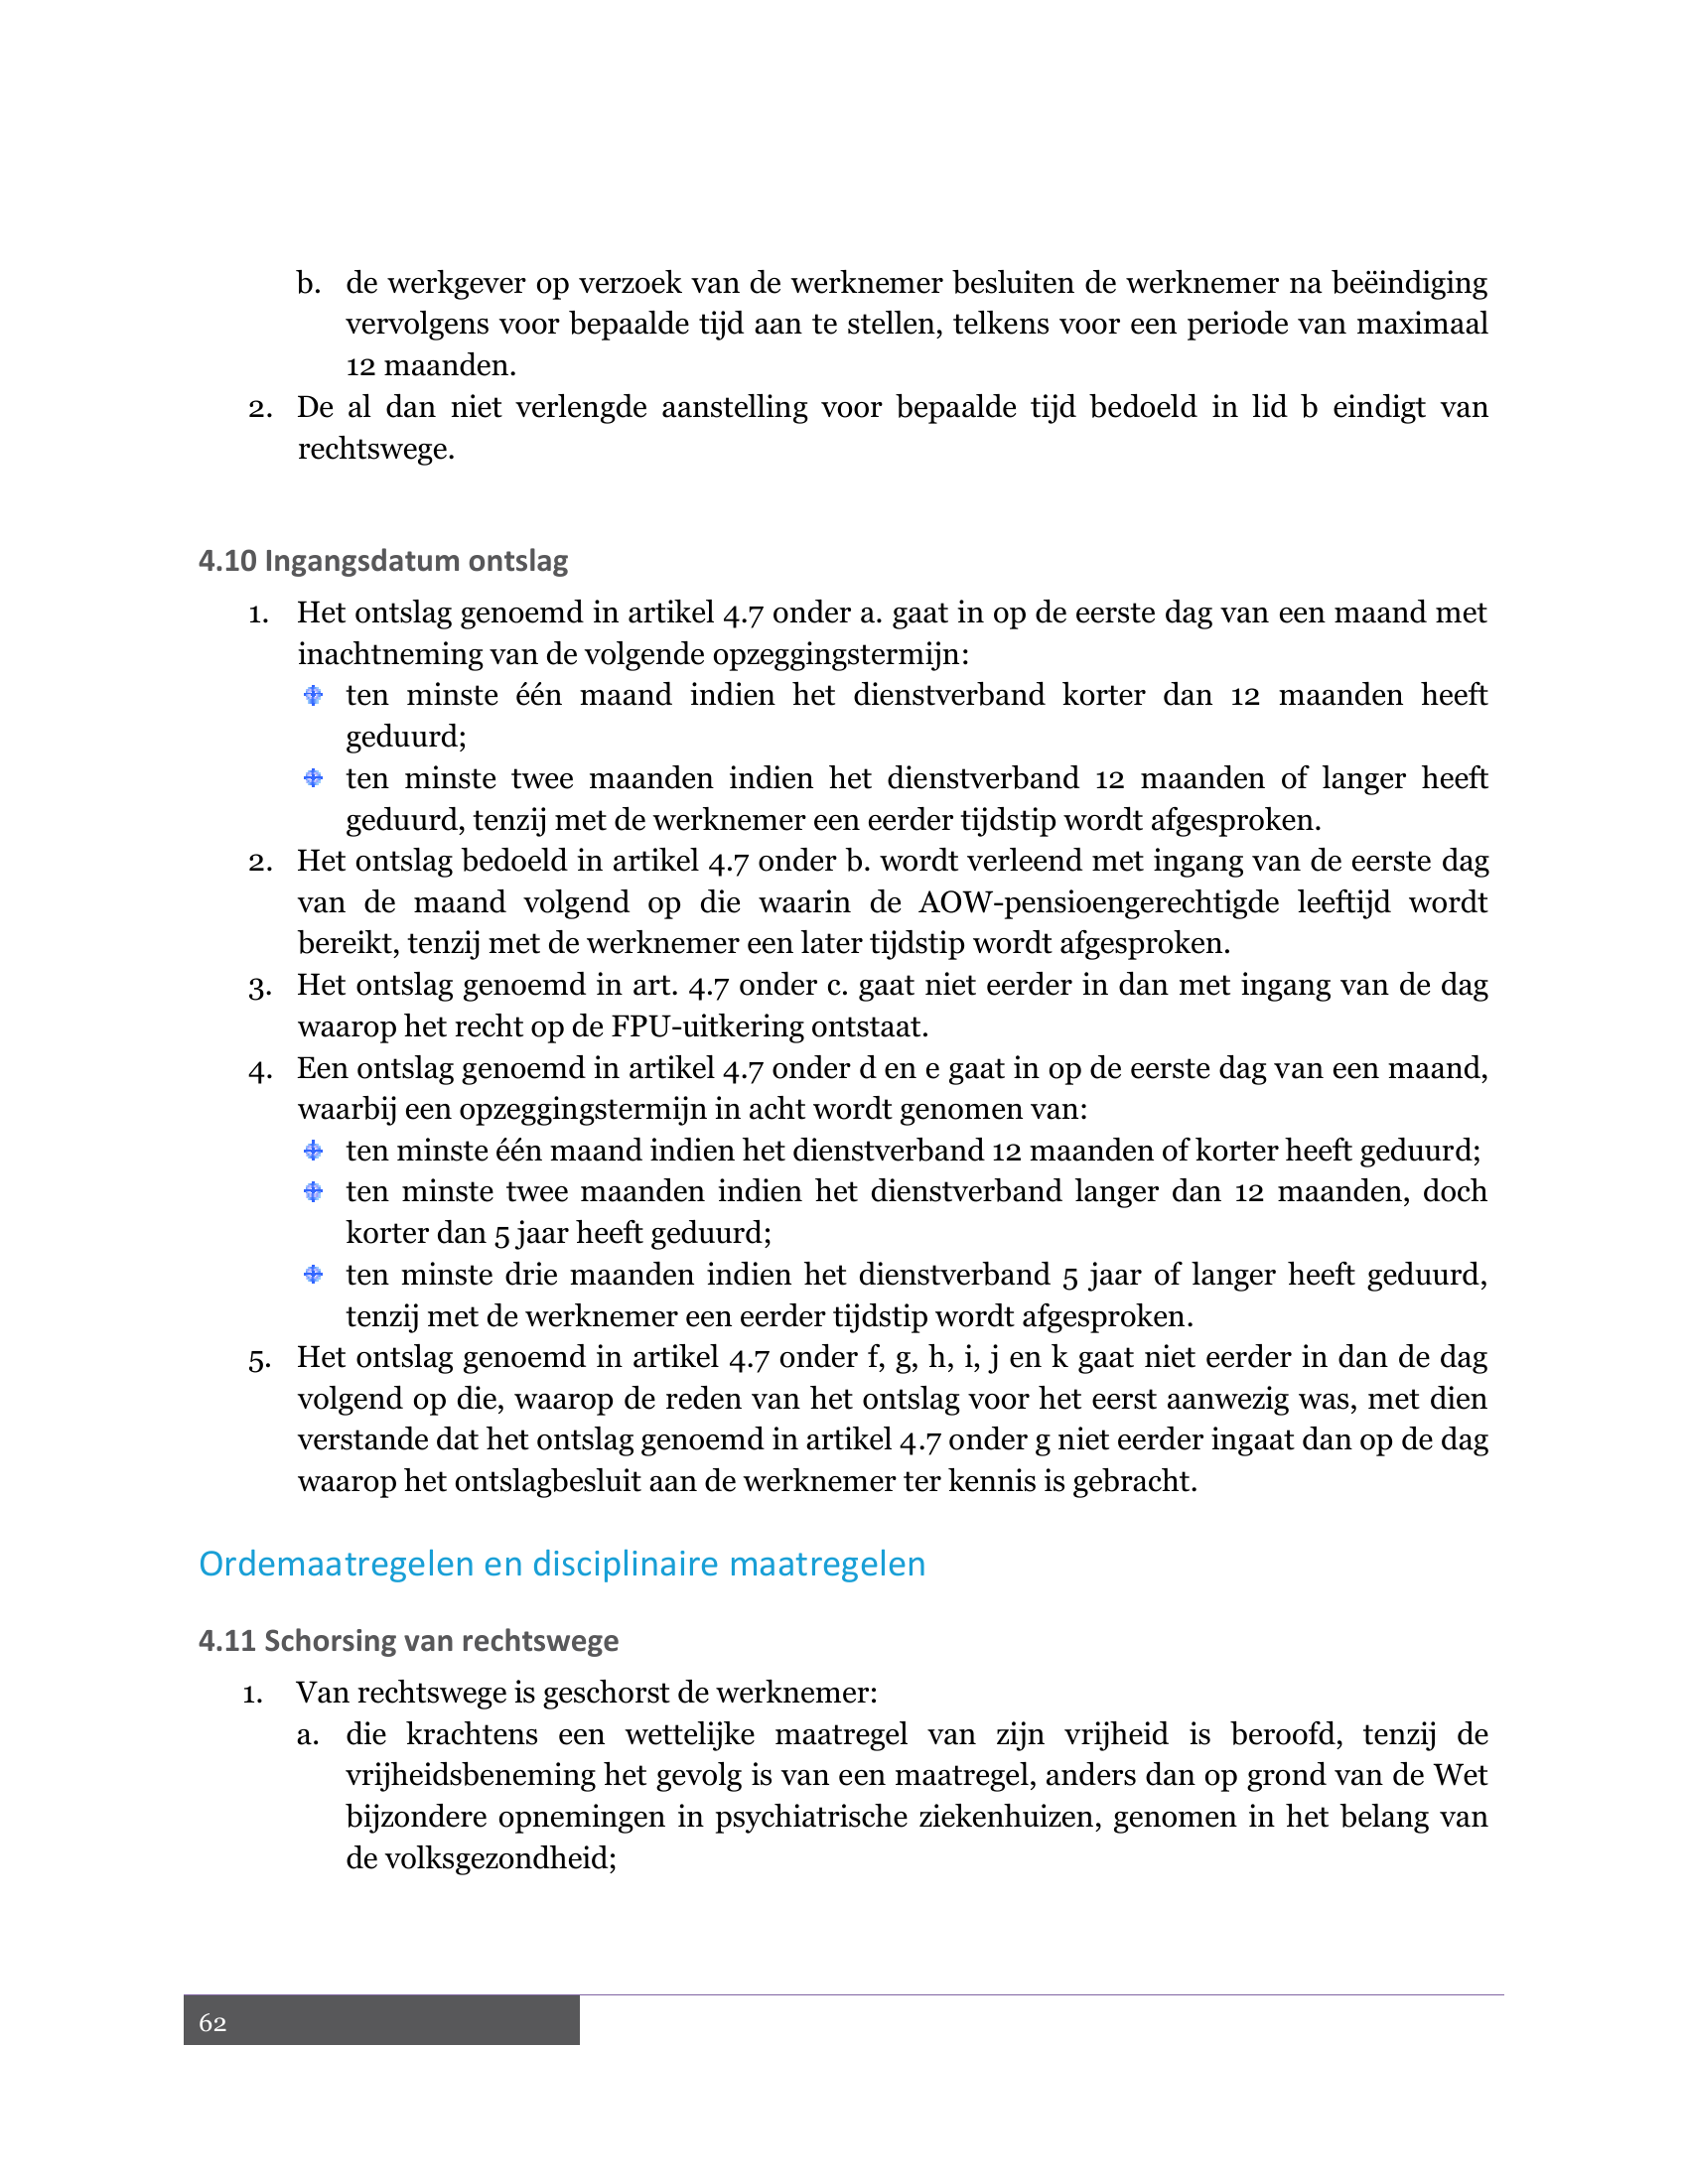 b. de werkgever op verzoek van de werknemer besluiten de werknemer na beëindiging
vervolgens voor bepaalde tijd aan te stellen, telkens voor een periode van maximaal
12 maanden.
2. De al dan niet verlengde aanstelling voor bepaalde tijd bedoeld in lid b eindigt van
rechtswege.
4.10 Ingangsdatum ontslag
1. Het ontslag genoemd in artikel 4.7 onder a. gaat in op de eerste dag van een maand met
inachtneming van de volgende opzeggingstermijn:
ten minste één maand indien het dienstverband korter dan 12 maanden heeft
geduurd;
ten minste twee maanden indien het dienstverband 12 maanden of langer heeft
geduurd, tenzij met de werknemer een eerder tijdstip wordt afgesproken.
2. Het ontslag bedoeld in artikel 4.7 onder b. wordt verleend met ingang van de eerste dag
van de maand volgend op die waarin de AOW-pensioengerechtigde leeftijd wordt
bereikt, tenzij met de werknemer een later tijdstip wordt afgesproken.
3. Het ontslag genoemd in art. 4.7 onder c. gaat niet eerder in dan met ingang van de dag
waarop het recht op de FPU-uitkering ontstaat.
4. Een ontslag genoemd in artikel 4.7 onder d en e gaat in op de eerste dag van een maand,
waarbij een opzeggingstermijn in acht wordt genomen van:
ten minste één maand indien het dienstverband 12 maanden of korter heeft geduurd;
ten minste twee maanden indien het dienstverband langer dan 12 maanden, doch
korter dan 5 jaar heeft geduurd;
ten minste drie maanden indien het dienstverband 5 jaar of langer heeft geduurd,
tenzij met de werknemer een eerder tijdstip wordt afgesproken.
5. Het ontslag genoemd in artikel 4.7 onder f, g, h, i, j en k gaat niet eerder in dan de dag
volgend op die, waarop de reden van het ontslag voor het eerst aanwezig was, met dien
verstande dat het ontslag genoemd in artikel 4.7 onder g niet eerder ingaat dan op de dag
waarop het ontslagbesluit aan de werknemer ter kennis is gebracht.
Ordemaatregelen en disciplinaire maatregelen
4.11 Schorsing van rechtswege
1. Van rechtswege is geschorst de werknemer:
a. die krachtens een wettelijke maatregel van zijn vrijheid is beroofd, tenzij de
vrijheidsbeneming het gevolg is van een maatregel, anders dan op grond van de Wet
bijzondere opnemingen in psychiatrische ziekenhuizen, genomen in het belang van
de volksgezondheid;
62